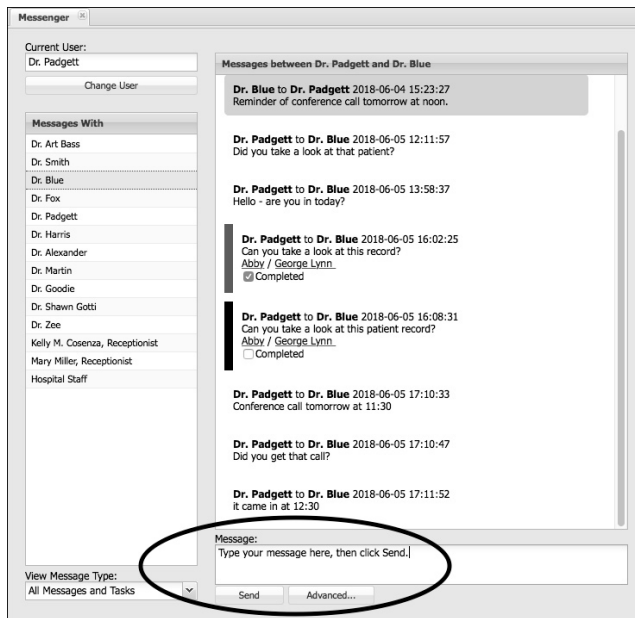 Messenger
Current User:
Dr. Padgett
Change User
Messages With
Dr. Art Bass
Dr. Smith
Dr. Blue
Dr. Fox
Dr. Padgett
Dr. Harris
Dr. Alexander
Dr. Martin
Dr. Goodie
Dr. Shawn Gotti
Dr. Zee
Kelly M. Cosenza, Receptionist
Mary Miller, Receptionist
Hospital Staff
View Message Type:
All Messages and Tasks
Messages between Dr. Padgett and Dr. Blue
Dr. Blue to Dr. Padgett 2018-06-04 15:23:27
Reminder of conference call tomorrow at noon.
Dr. Padgett to Dr. Blue 2018-06-05 12:11:57
Did you take a look at that patient?
Dr. Padgett to Dr. Blue 2018-06-05 13:58:37
Hello - are you in today?
Dr. Padgett to Dr. Blue 2018-06-05 16:02:25
Can you take a look at this record?
Abby / George Lynn
Completed
Dr. Padgett to Dr. Blue 2018-06-05 16:08:31
Can you take a look at this patient record?
Abby / George Lynn
Completed
Dr. Padgett to Dr. Blue 2018-06-05 17:10:33
Conference call tomorrow at 11:30
Dr. Padgett to Dr. Blue 2018-06-05 17:10:47
Did you get that call?
Dr. Padgett to Dr. Blue 2018-06-05 17:11:52
it came in at 12:30
Message:
Type your message here, then click Send.
Send Advanced...